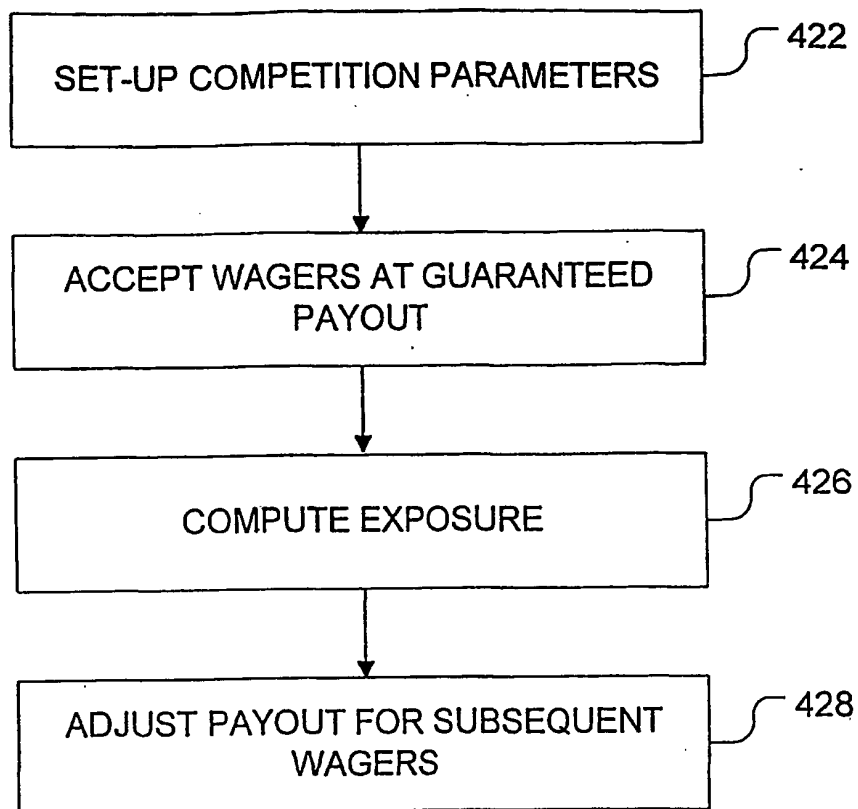 SET-UP COMPETITION PARAMETERS
422
ACCEPT WAGERS AT GUARANTEED
PAYOUT
424
COMPUTE EXPOSURE
426
ADJUST PAYOUT FOR SUBSEQUENT
WAGERS
428